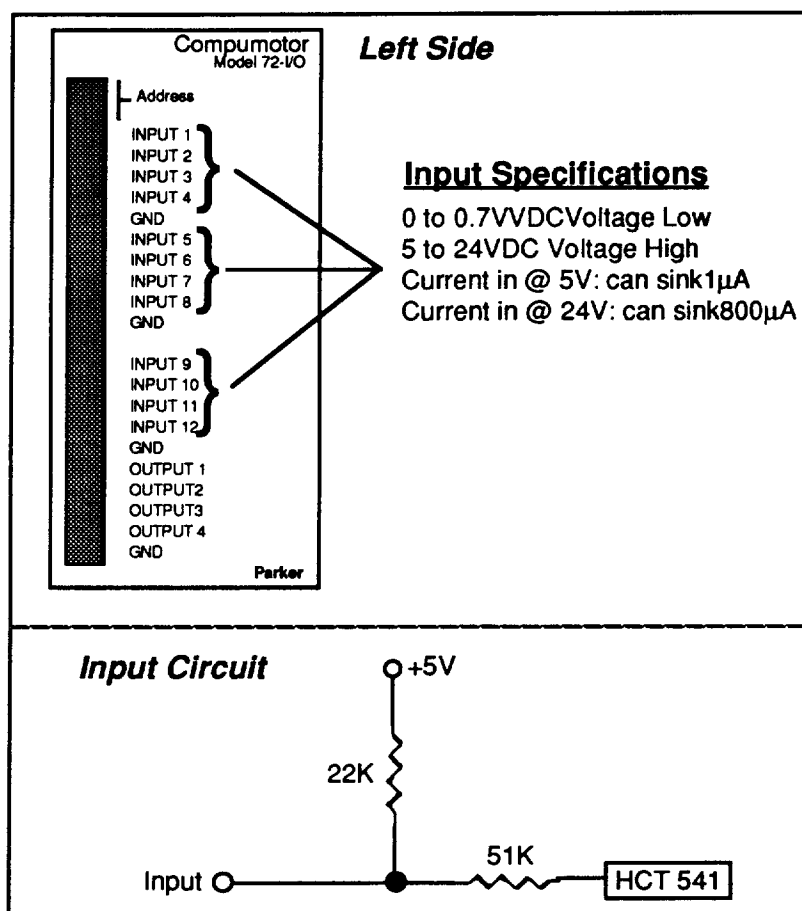 Compumotor
Model 72-I/O
Left Side
Address
INPUT 1
INPUT 2
INPUT 3
INPUT 4
GND
INPUT 5
INPUT 6
INPUT 7
INPUT 8
GND
INPUT 9
INPUT 10
INPUT 11
INPUT 12
GND
OUTPUT 1
OUTPUT2
OUTPUT3
OUTPUT 4
GND
Parker
Input Specifications
0 to 0.7VVDCVoltage Low
5 to 24VDC Voltage High
Current in @ 5V: can sink1µA
Current in @ 24V: can sink800µA
Input Circuit
+5V
22K
51K
Input
HCT 541